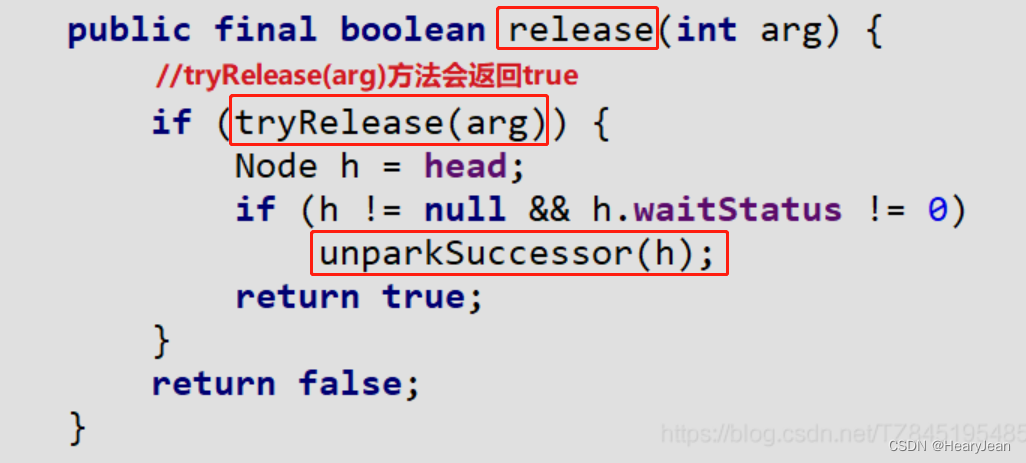 public final boolean release(int arg) {
//tryRelease(arg)方法会返回true
if (tryRelease(arg)) {
Node h = head;
if (h != null && h.waitStatus != 0)
unparkSuccessor(h);
return true;
}
return false;
}
https://blog.csdn.net/TZ845195485
CSDN @HearyJean